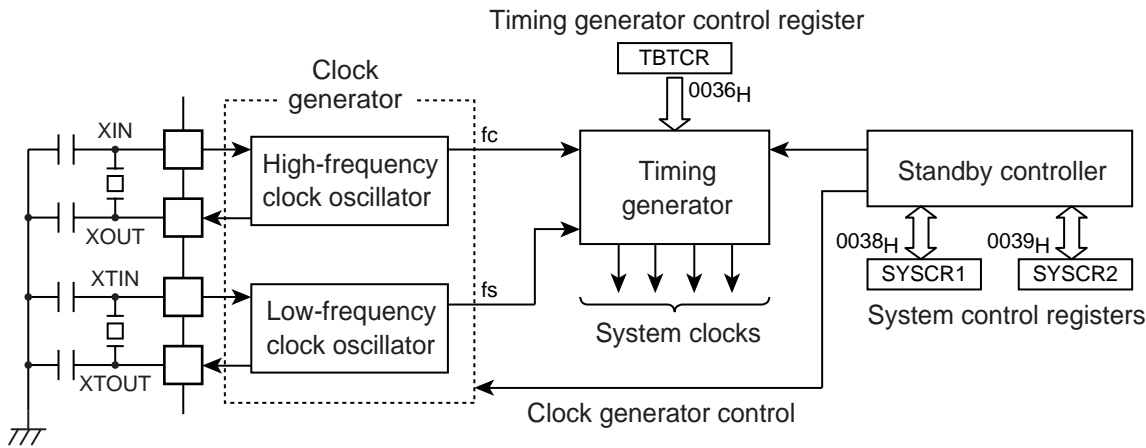 Timing generator control register
TBTCR
0036H
Clock
generator
XIN
High-frequency
clock oscillator
fc
XOUT
Timing
generator
Standby controller
0038H
0039H
SYSCR1
SYSCR2
System control registers
XTIN
Low-frequency
clock oscillator
fs
XTOUT
System clocks
Clock generator control